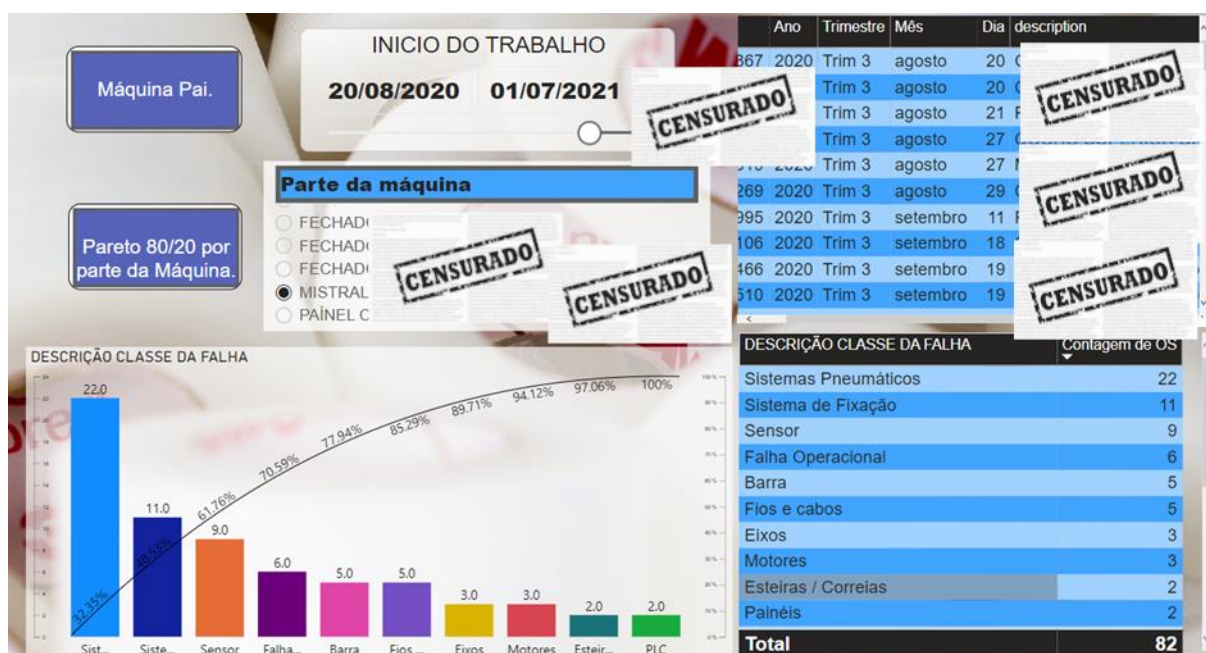 Máquina Pai.
INICIO DO TRABALHO
20/08/2020 01/07/2021
Pareto 80/20 por
parte da Máquina.
Parte da máquina
FECHAD
FECHAD
FECHAD
MISTRAL
PAÍNEL C
CENSURADO
CENSURADO
Ano Trimestre Mês Dia description
367 2020 Trim 3 agosto 20
Trim 3 agosto 20
Trim 3 agosto 21
Trim 3 agosto 27
2020 Trim 3 agosto 27
269 2020 Trim 3 agosto 29
995 2020 Trim 3 setembro 11
106 2020 Trim 3 setembro 18
466 2020 Trim 3 setembro 19
510 2020 Trim 3 setembro 19
CENSURADO
CENSURADO
CENSURADO
CENSURADO
DESCRIÇÃO CLASSE DA FALHA
22.0
11.0
9.0
6.0
5.0
5.0
3.0
3.0
2.0
2.0
32.35%
48.53%
61.76%
70.59%
77.94%
85.29%
89.71%
94.12%
97.06%
100%
Sist...
Siste...
Sensor
Falha...
Barra
Fios ...
Eixos
Motores
Esteir...
PLC
DESCRIÇÃO CLASSE DA FALHA Contagem de OS
Sistemas Pneumáticos 22
Sistema de Fixação 11
Sensor 9
Falha Operacional 6
Barra 5
Fios e cabos 5
Eixos 3
Motores 3
Esteiras / Correias 2
Painéis 2
Total 82